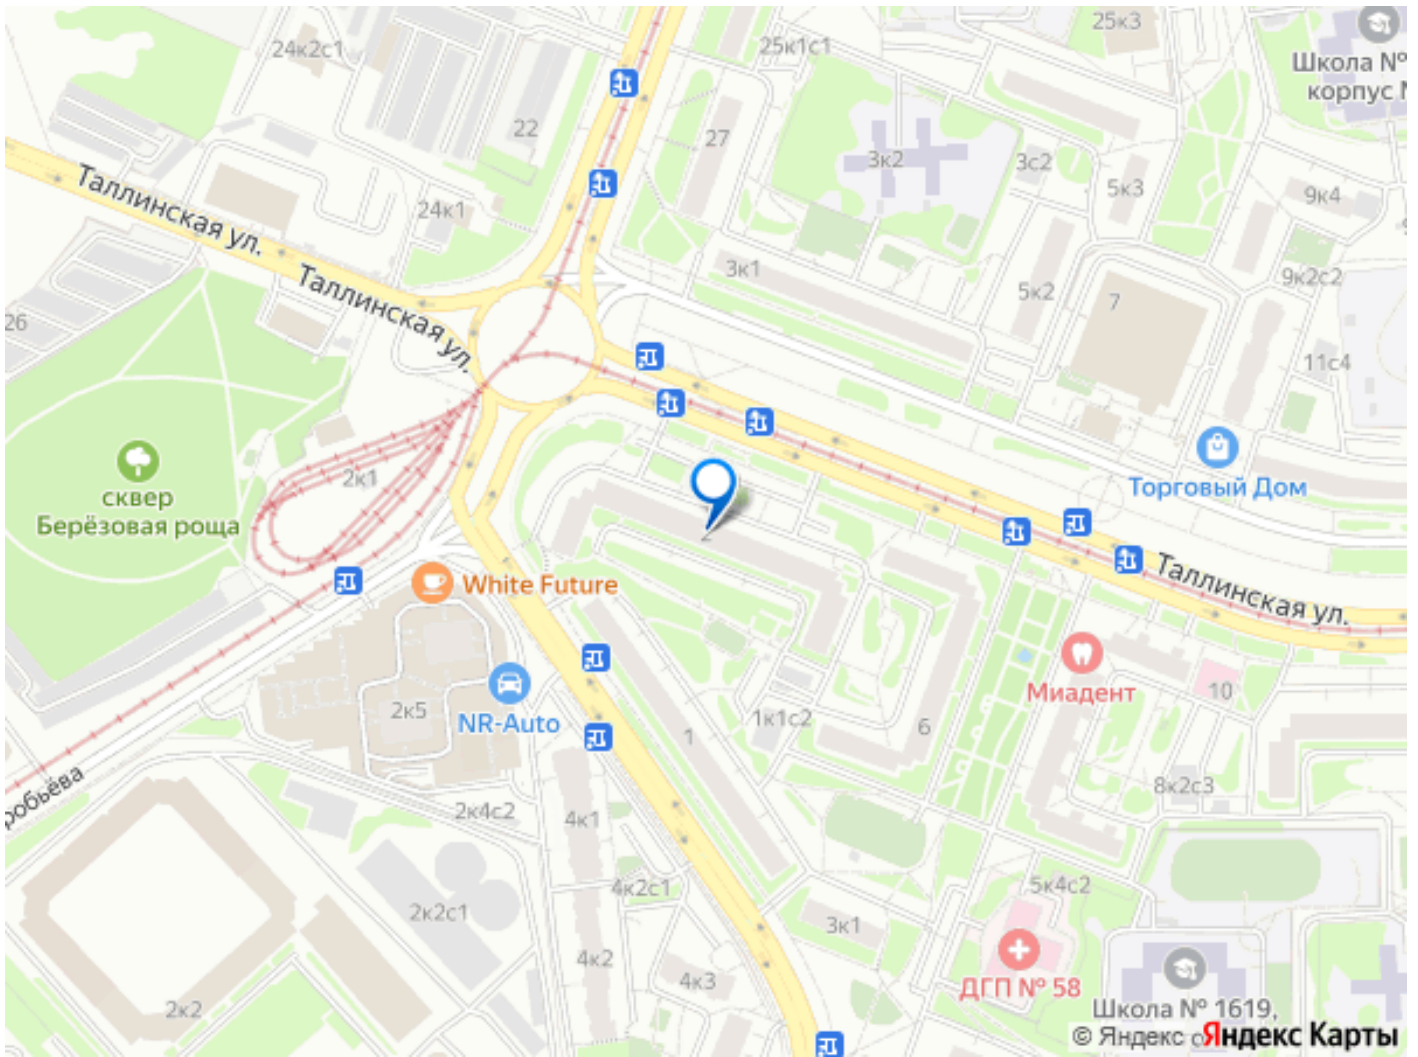 24к2с1
25к1с1
25к3
Школа №
корпус
22
27
3к2
3с2
5к3
9к4
Таллинская ул.
24к1
3к1
5к2
7
9к2с2
26
Таллинская ул.
11с4
сквер
Берёзовая роща
2к1
Торговый Дом
2
White Future
Таллинская ул.
Миадент
10
NR-Auto
2к5
1
1к1с2
6
8к2с3
2к4с2
4к1
4к2с1
5к4с2
2к2с1
3к1
4к2
4к3
ДГП № 58
2к2
Школа № 1619,
© Яндекс
Яндекс Карты